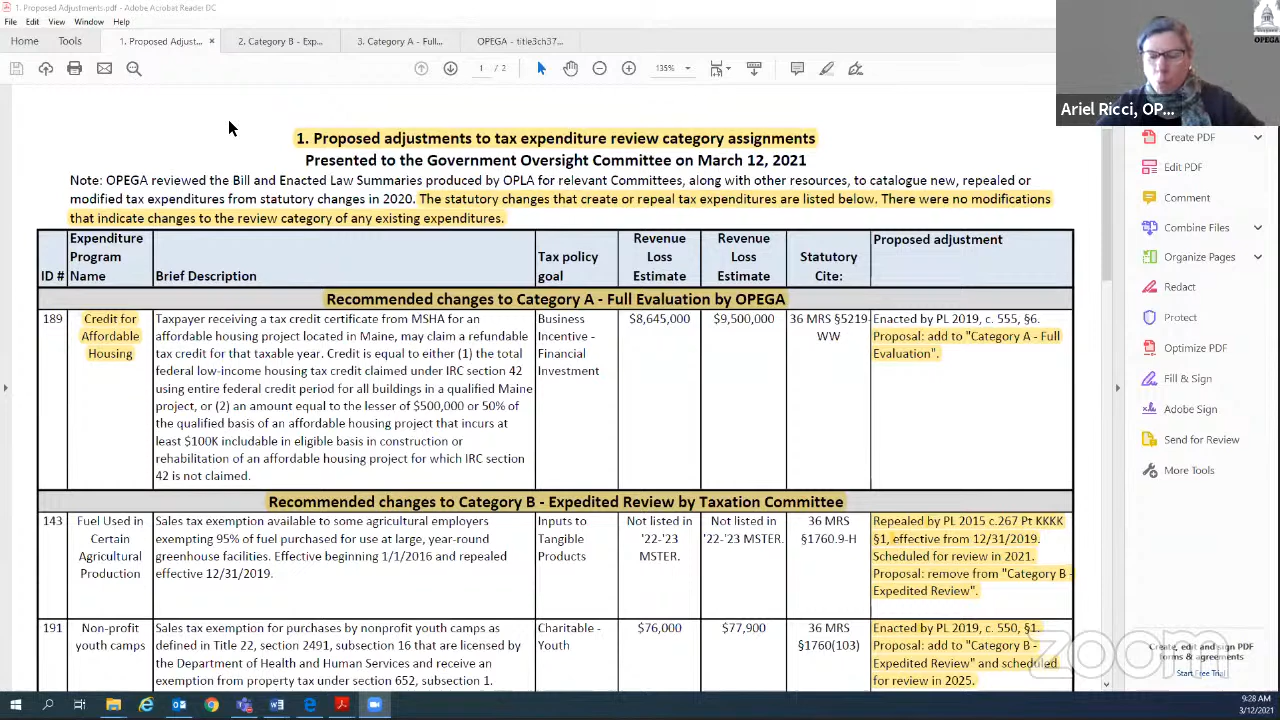 1. Proposed Adjustments.pdf - Adobe Acrobat Reader DC
File Edit View Window Help
Home Tools 1. Proposed Adjust... × 2. Category B - Exp... 3. Category A - Full... OPEGA - title3ch37...
1 / 2 135%
OPEGA
Ariel Ricci, OP...
1. Proposed adjustments to tax expenditure review category assignments
Presented to the Government Oversight Committee on March 12, 2021
Note: OPEGA reviewed the Bill and Enacted Law Summaries produced by OPLA for relevant Committees, along with other resources, to catalogue new, repealed or
modified tax expenditures from statutory changes in 2020. The statutory changes that create or repeal tax expenditures are listed below. There were no modifications
that indicate changes to the review category of any existing expenditures.
ID #
Expenditure
Program
Name
Brief Description
Tax policy
goal
Revenue
Loss
Estimate
Revenue
Loss
Estimate
Statutory
Cite:
Proposed adjustment
Recommended changes to Category A - Full Evaluation by OPEGA
189
Credit for
Affordable
Housing
Taxpayer receiving a tax credit certificate from MSHA for an
affordable housing project located in Maine, may claim a refundable
tax credit for that taxable year. Credit is equal to either (1) the total
federal low-income housing tax credit claimed under IRC section 42
using entire federal credit period for all buildings in a qualified Maine
project, or (2) an amount equal to the lesser of $500,000 or 50% of
the qualified basis of an affordable housing project that incurs at
least $100K includable in eligible basis in construction or
rehabilitation of an affordable housing project for which IRC section
42 is not claimed.
Business
Incentive -
Financial
Investment
$8,645,000
$9,500,000
36 MRS §5219-
WW
Enacted by PL 2019, c. 555, §6.
Proposal: add to "Category A - Full
Evaluation".
Recommended changes to Category B - Expedited Review by Taxation Committee
143
Fuel Used in
Certain
Agricultural
Production
Sales tax exemption available to some agricultural employers
exempting 95% of fuel purchased for use at large, year-round
greenhouse facilities. Effective beginning 1/1/2016 and repealed
effective 12/31/2019.
Inputs to
Tangible
Products
Not listed in
'22-'23
MSTER.
Not listed in
'22-'23 MSTER.
36 MRS
§1760.9-H
Repealed by PL 2015 c.267 Pt KKKK
§1, effective from 12/31/2019.
Scheduled for review in 2021.
Proposal: remove from "Category B -
Expedited Review".
191
Non-profit
youth camps
Sales tax exemption for purchases by nonprofit youth camps as
defined in Title 22, section 2491, subsection 16 that are licensed by
the Department of Health and Human Services and receive an
exemption from property tax under section 652, subsection 1.
Charitable -
Youth
$76,000
$77,900
36 MRS
§1760(103)
Enacted by PL 2019, c. 550, §1.
Proposal: add to "Category B -
Expedited Review" and scheduled
for review in 2025.
Create PDF
Edit PDF
Comment
Combine Files
Organize Pages
Redact
Protect
Optimize PDF
Fill & Sign
Adobe Sign
Send for Review
More Tools
Create, edit and sign PDF
forms & agreements
Start Free Trial
zoom
9:28 AM
3/12/2021